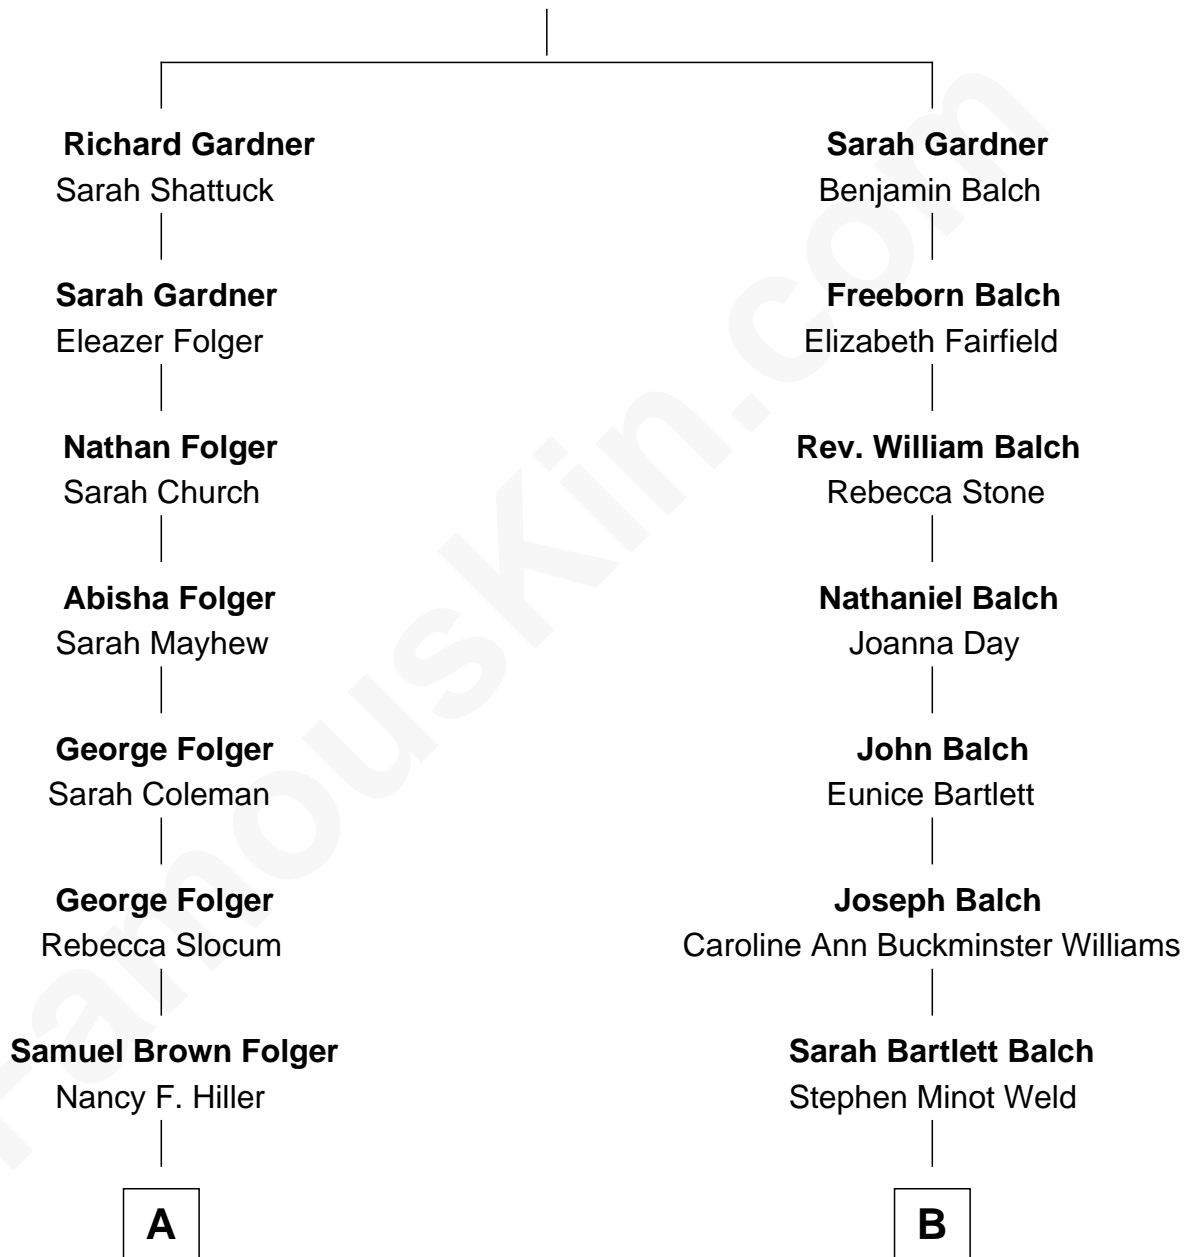 Richard Gardner
Sarah Shattuck
Sarah Gardner
Benjamin Balch
Sarah Gardner
Eleazer Folger
Freeborn Balch
Elizabeth Fairfield
Nathan Folger
Sarah Church
Rev. William Balch
Rebecca Stone
Abisha Folger
Sarah Mayhew
Nathaniel Balch
Joanna Day
George Folger
Sarah Coleman
John Balch
Eunice Bartlett
George Folger
Rebecca Slocum
Joseph Balch
Caroline Ann Buckminster Williams
Samuel Brown Folger
Nancy F. Hiller
Sarah Bartlett Balch
Stephen Minot Weld
A
B
FamousKin.com